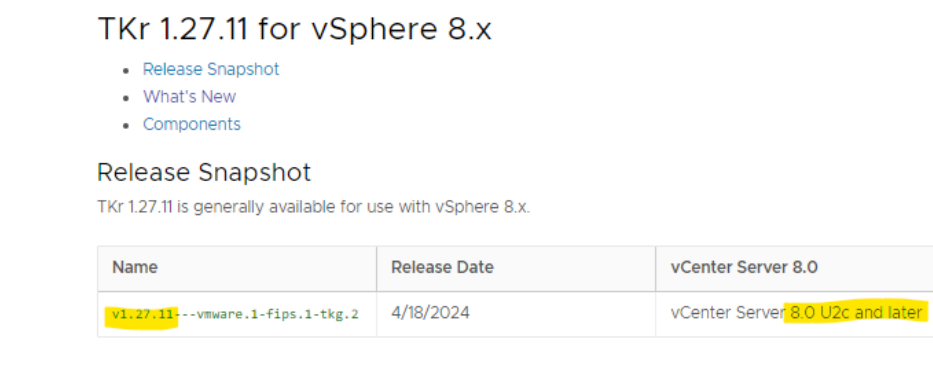 TKr 1.27.11 for vSphere 8.x
Release Snapshot
What's New
Components
Release Snapshot
TKr 1.27.11 is generally available for use with vSphere 8.x.
Name Release Date vCenter Server 8.0
v1.27.11---vmware.1-fips.1-tkg.2 4/18/2024 vCenter Server 8.0 U2c and later